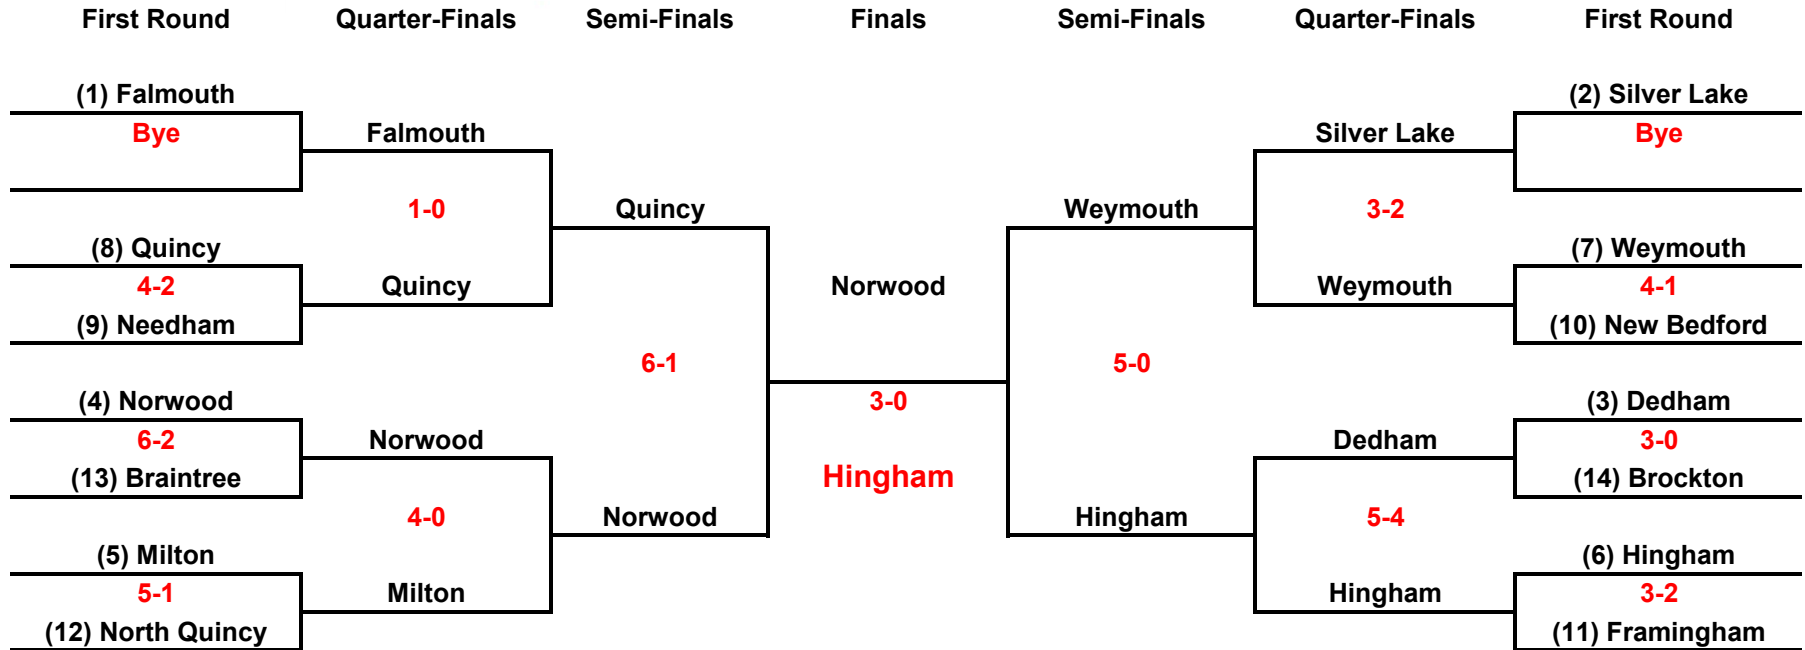 First Round Quarter-Finals Semi-Finals Finals Semi-Finals Quarter-Finals First Round
(1) Falmouth (2) Silver Lake
Bye Falmouth Silver Lake Bye
1-0 Quincy Weymouth 3-2
(8) Quincy (7) Weymouth
4-2 Quincy Norwood Weymouth 4-1
(9) Needham (10) New Bedford
6-1 5-0
(4) Norwood 3-0 (3) Dedham
6-2 Norwood Dedham 3-0
(13) Braintree Hingham (14) Brockton
4-0 Norwood Hingham 5-4
(5) Milton (6) Hingham
5-1 Milton Hingham 3-2
(12) North Quincy (11) Framingham